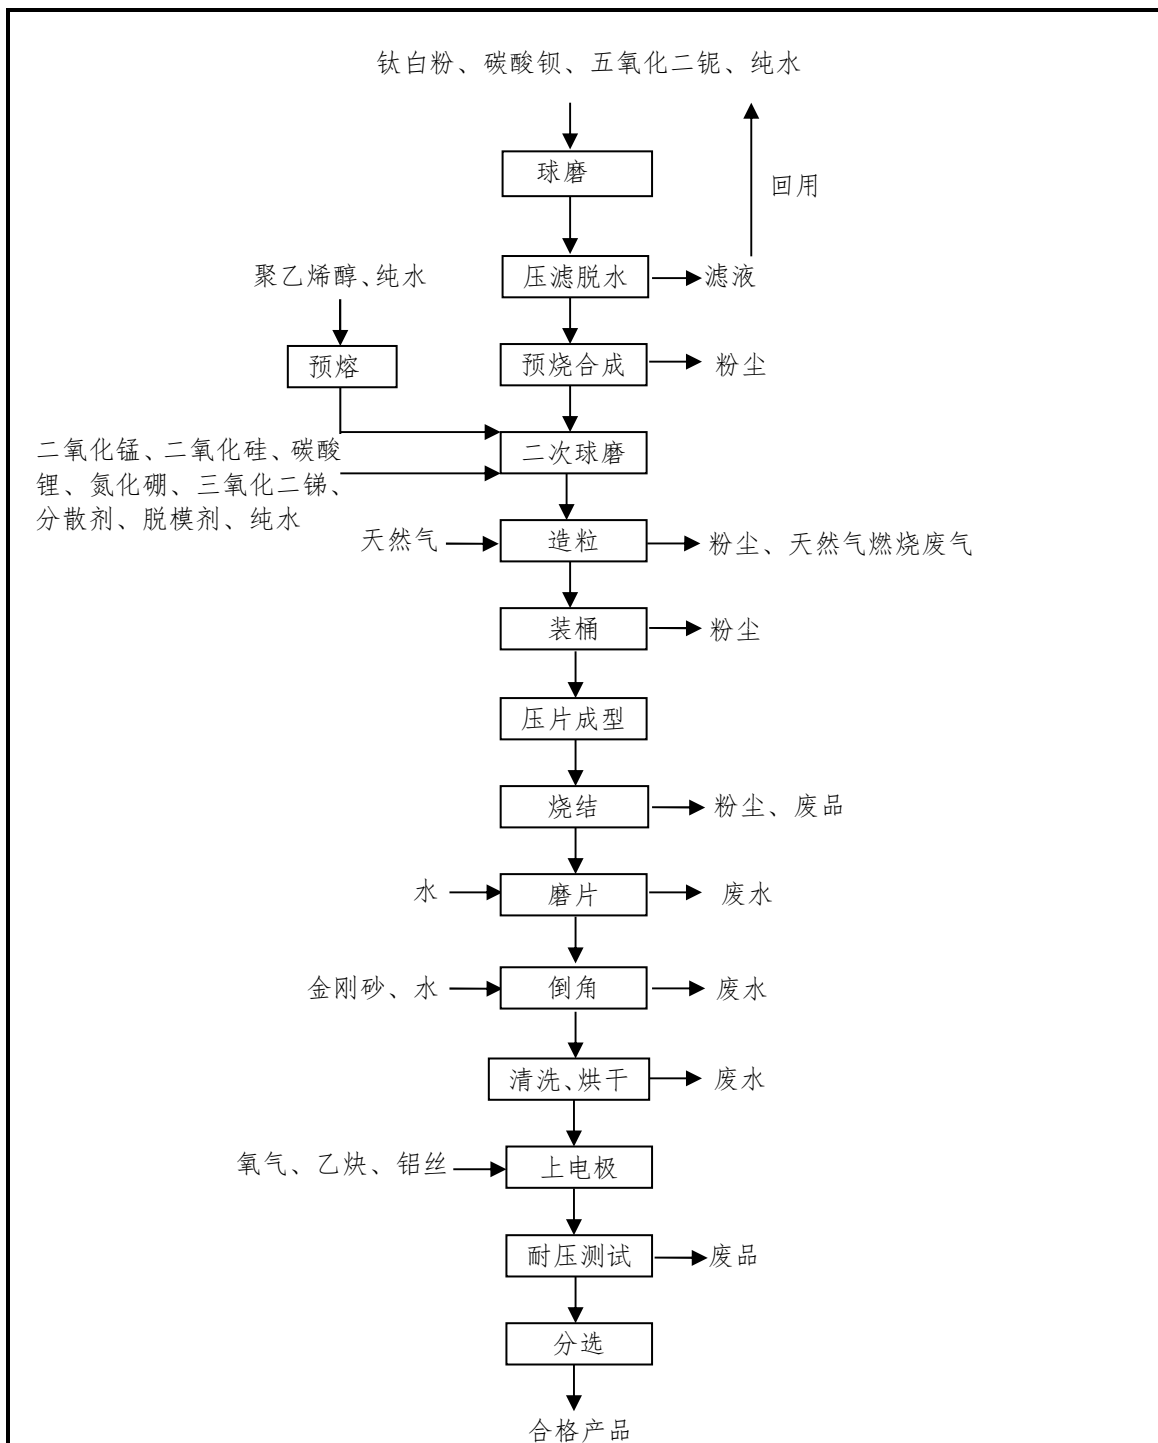 钛白粉、碳酸钡、五氧化二铌、纯水
球磨
回用
聚乙烯醇、纯水
压滤脱水
滤液
预熔
预烧合成
粉尘
二氧化锰、二氧化硅、碳酸
锂、氮化硼、三氧化二锑、
分散剂、脱模剂、纯水
二次球磨
天然气
造粒
粉尘、天然气燃烧废气
装桶
粉尘
压片成型
烧结
粉尘、废品
水
磨片
废水
金刚砂、水
倒角
废水
清洗、烘干
废水
氧气、乙炔、铝丝
上电极
耐压测试
废品
分选
合格产品